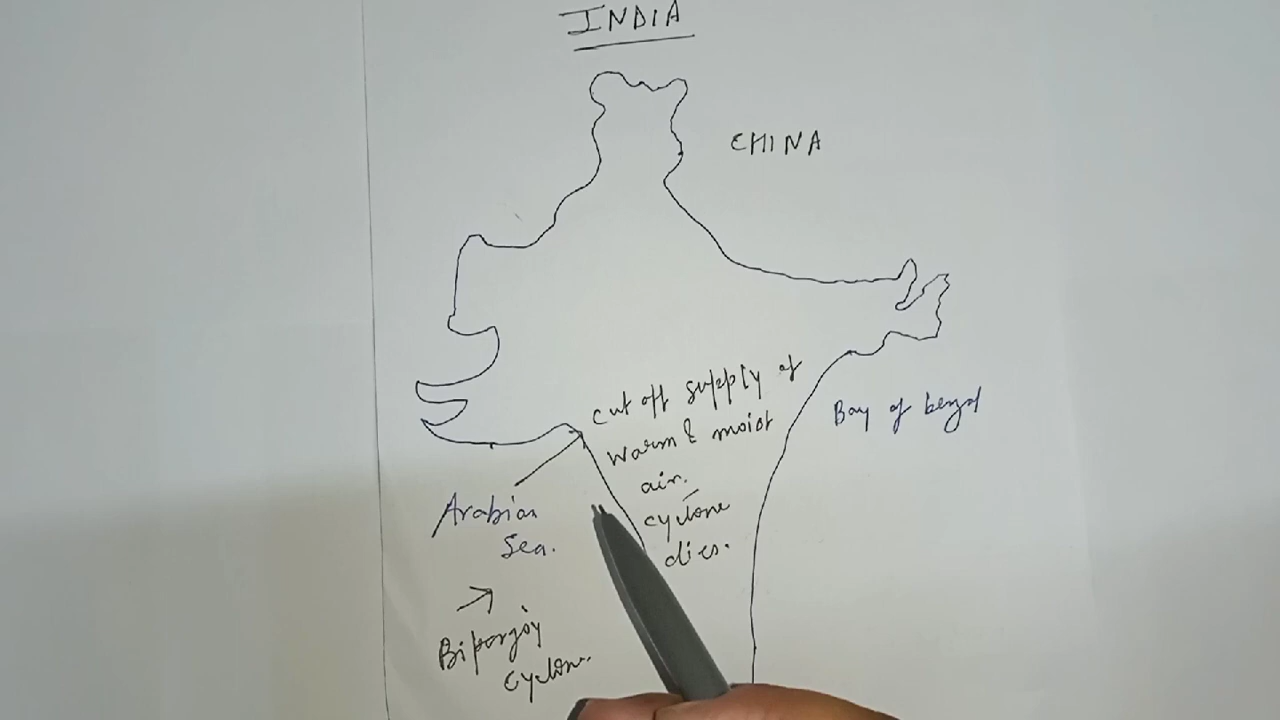 INDIA
CHINA
cut off supply of
warm & moist
air.
cyclone
dies.
Bay of bengal
Arabian
Sea.
Biporjoy
cyclone.